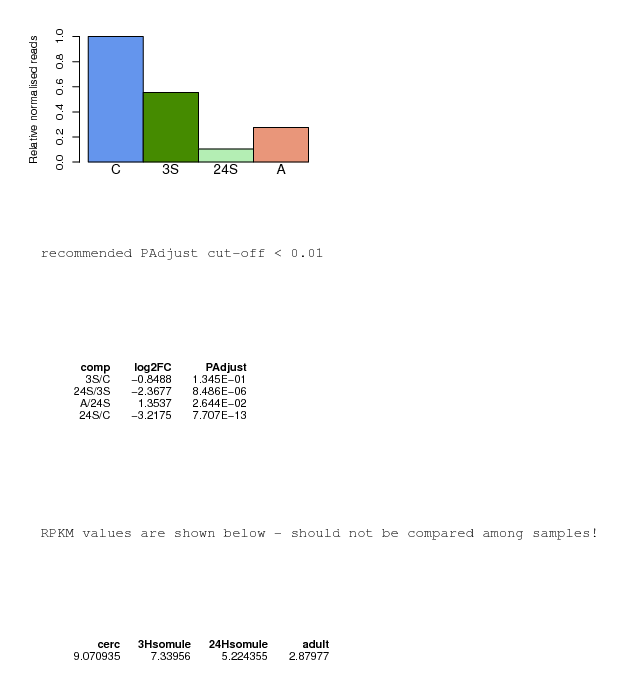 Relative normalised reads
1.0
0.8
0.6
0.4
0.2
0.0
C 3S 24S A
recommended PAdjust cut-off < 0.01
comp log2FC PAdjust
3S/C −0.8488 1.345E−01
24S/3S −2.3677 8.486E−06
A/24S 1.3537 2.644E−02
24S/C −3.2175 7.707E−13
RPKM values are shown below - should not be compared among samples!
cerc 3Hsomule 24Hsomule adult
9.070935 7.33956 5.224355 2.87977